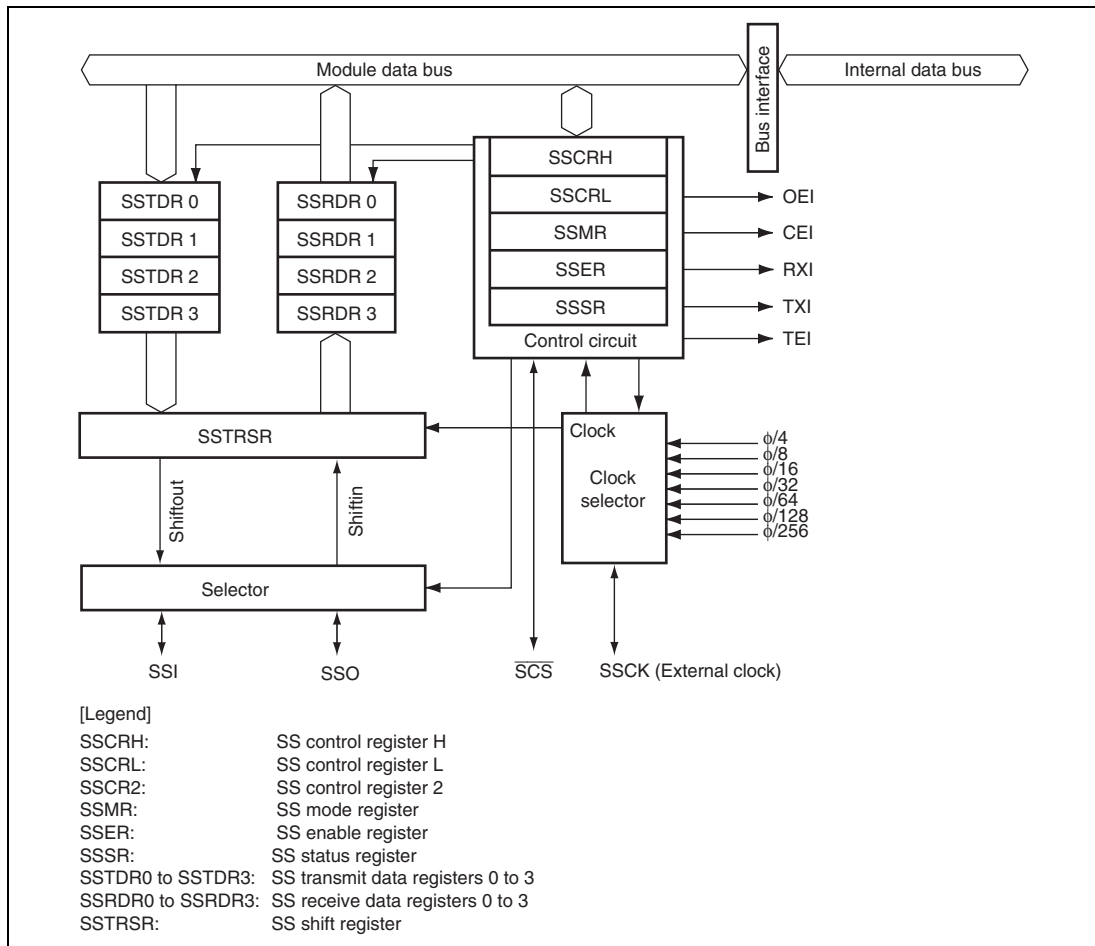 Module data bus
Bus interface
Internal data bus
SSCRH
SSCRL
SSMR
SSER
SSSR
Control circuit
SSTDR 0
SSTDR 1
SSTDR 2
SSTDR 3
SSRDR 0
SSRDR 1
SSRDR 2
SSRDR 3
OEI
CEI
RXI
TXI
TEI
SSTRSR
Clock
Clock
selector
ϕ/4
ϕ/8
ϕ/16
ϕ/32
ϕ/64
ϕ/128
ϕ/256
Shiftout
Shiftin
Selector
SSI
SSO
SCS
SSCK (External clock)
[Legend]
SSCRH: SS control register H
SSCRL: SS control register L
SSCR2: SS control register 2
SSMR: SS mode register
SSER: SS enable register
SSSR: SS status register
SSTDR0 to SSTDR3: SS transmit data registers 0 to 3
SSRDR0 to SSRDR3: SS receive data registers 0 to 3
SSTRSR: SS shift register